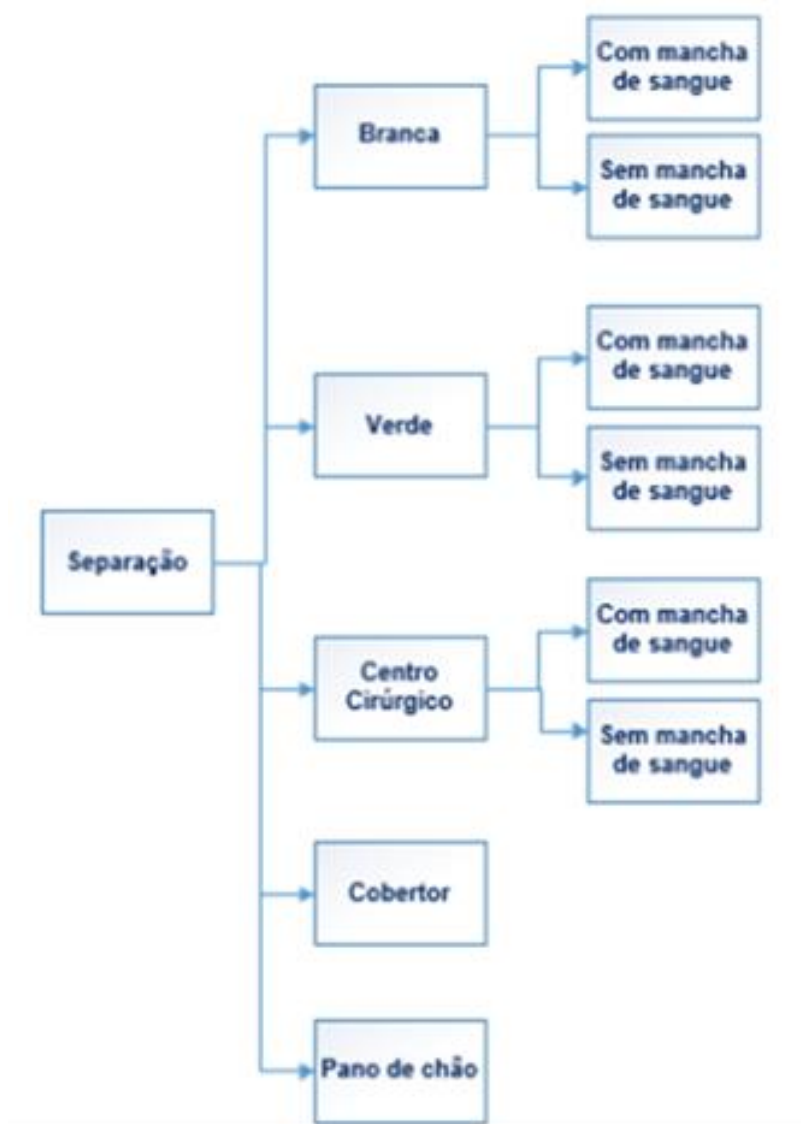 Com mancha
de sangue
Branca
Sem mancha
de sangue
Com mancha
de sangue
Verde
Sem mancha
de sangue
Separação
Com mancha
de sangue
Centro
Cirúrgico
Sem mancha
de sangue
Cobertor
Pano de chão